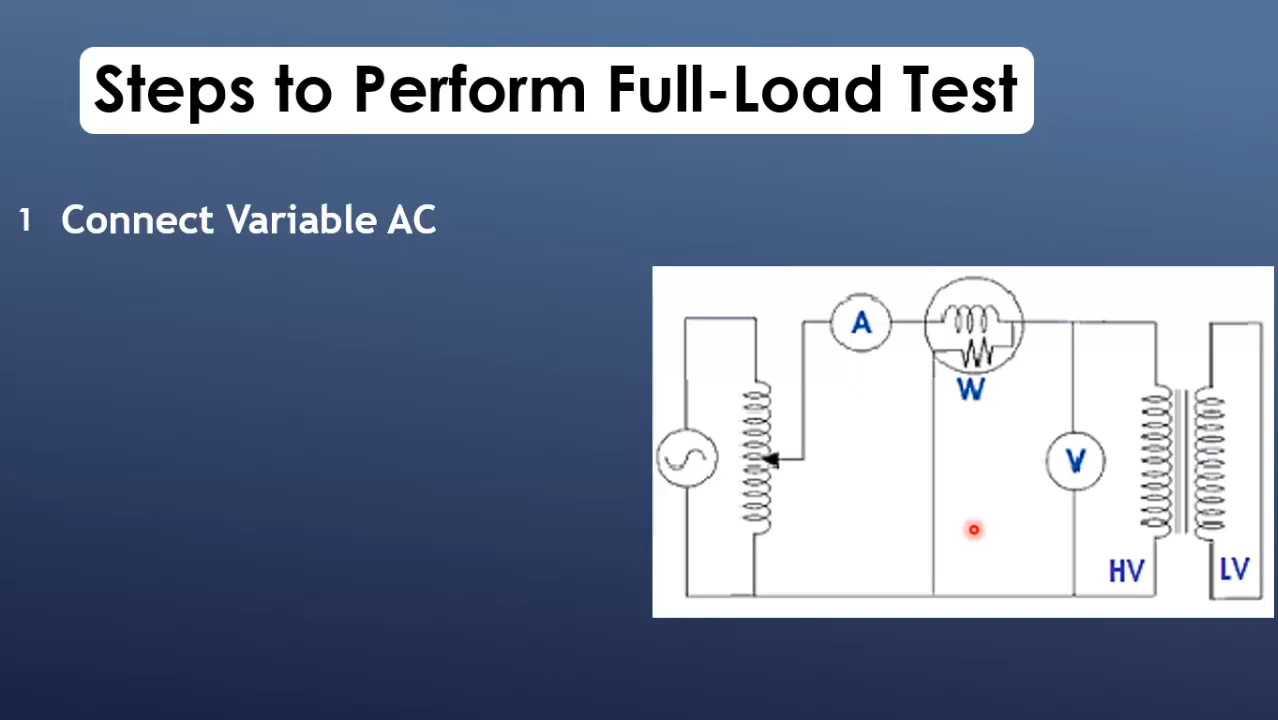 Steps to Perform Full-Load Test
1 Connect Variable AC
A
W
V
HV
LV